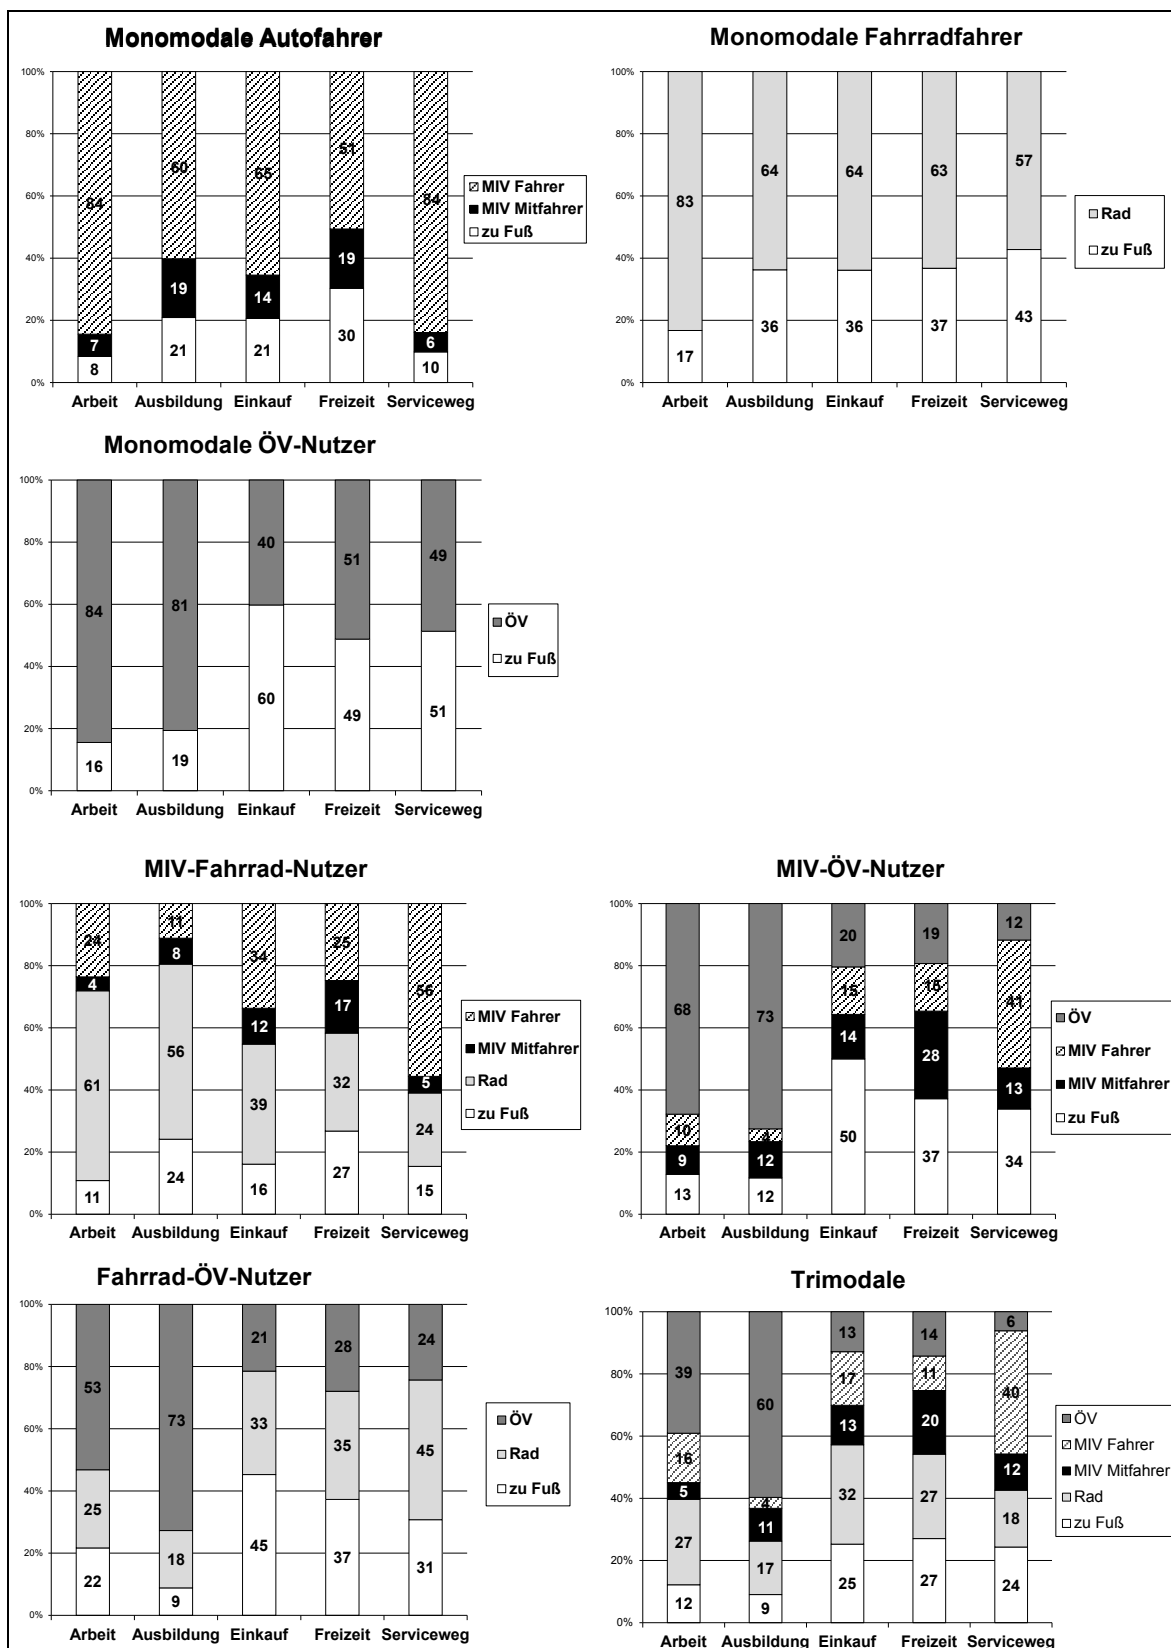 Monomodale Autofahrer
100%
80%
60%
40%
20%
0%
84 60 65 51 84
7 19 14 19 6
8 21 21 30 10
Arbeit Ausbildung Einkauf Freizeit Serviceweg
MIV Fahrer
MIV Mitfahrer
zu Fuß
Monomodale Fahrradfahrer
100%
80%
60%
40%
20%
0%
83 64 64 63 57
17 36 36 37 43
Arbeit Ausbildung Einkauf Freizeit Serviceweg
Rad
zu Fuß
Monomodale ÖV-Nutzer
100%
80%
60%
40%
20%
0%
84 81 40 51 49
16 19 60 49 51
Arbeit Ausbildung Einkauf Freizeit Serviceweg
ÖV
zu Fuß
MIV-Fahrrad-Nutzer
100%
80%
60%
40%
20%
0%
24 11 34 25 56
4 8 12 17 5
61 56 39 32 24
11 24 16 27 15
Arbeit Ausbildung Einkauf Freizeit Serviceweg
MIV Fahrer
MIV Mitfahrer
Rad
zu Fuß
MIV-ÖV-Nutzer
100%
80%
60%
40%
20%
0%
68 73 20 19 12
10 4 15 15 41
9 12 14 28 13
13 12 50 37 34
Arbeit Ausbildung Einkauf Freizeit Serviceweg
ÖV
MIV Fahrer
MIV Mitfahrer
zu Fuß
Fahrrad-ÖV-Nutzer
100%
80%
60%
40%
20%
0%
53 73 21 28 24
25 18 33 35 45
22 9 45 37 31
Arbeit Ausbildung Einkauf Freizeit Serviceweg
ÖV
Rad
zu Fuß
Trimodale
100%
80%
60%
40%
20%
0%
39 60 13 14 6
16 4 17 11 40
5 11 13 20 12
27 17 32 27 18
12 9 25 27 24
Arbeit Ausbildung Einkauf Freizeit Serviceweg
ÖV
MIV Fahrer
MIV Mitfahrer
Rad
zu Fuß